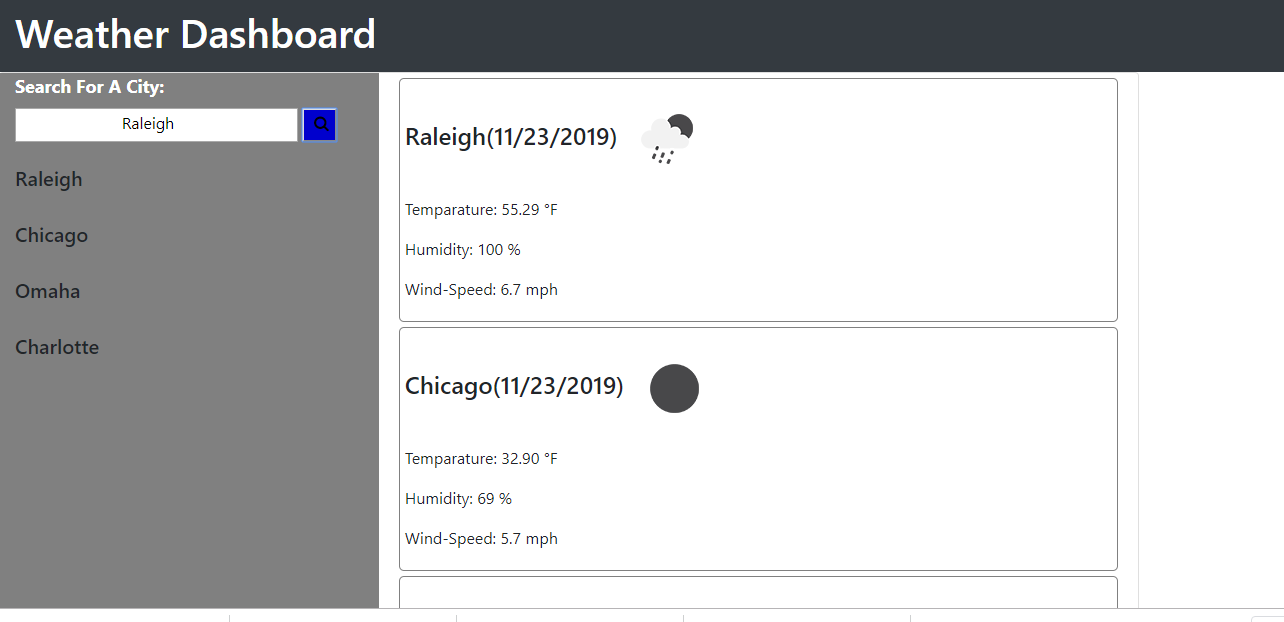 Weather Dashboard
Search For A City:
Raleigh
Raleigh
Chicago
Omaha
Charlotte
Raleigh(11/23/2019)
Temparature: 55.29 °F
Humidity: 100 %
Wind-Speed: 6.7 mph
Chicago(11/23/2019)
Temparature: 32.90 °F
Humidity: 69 %
Wind-Speed: 5.7 mph